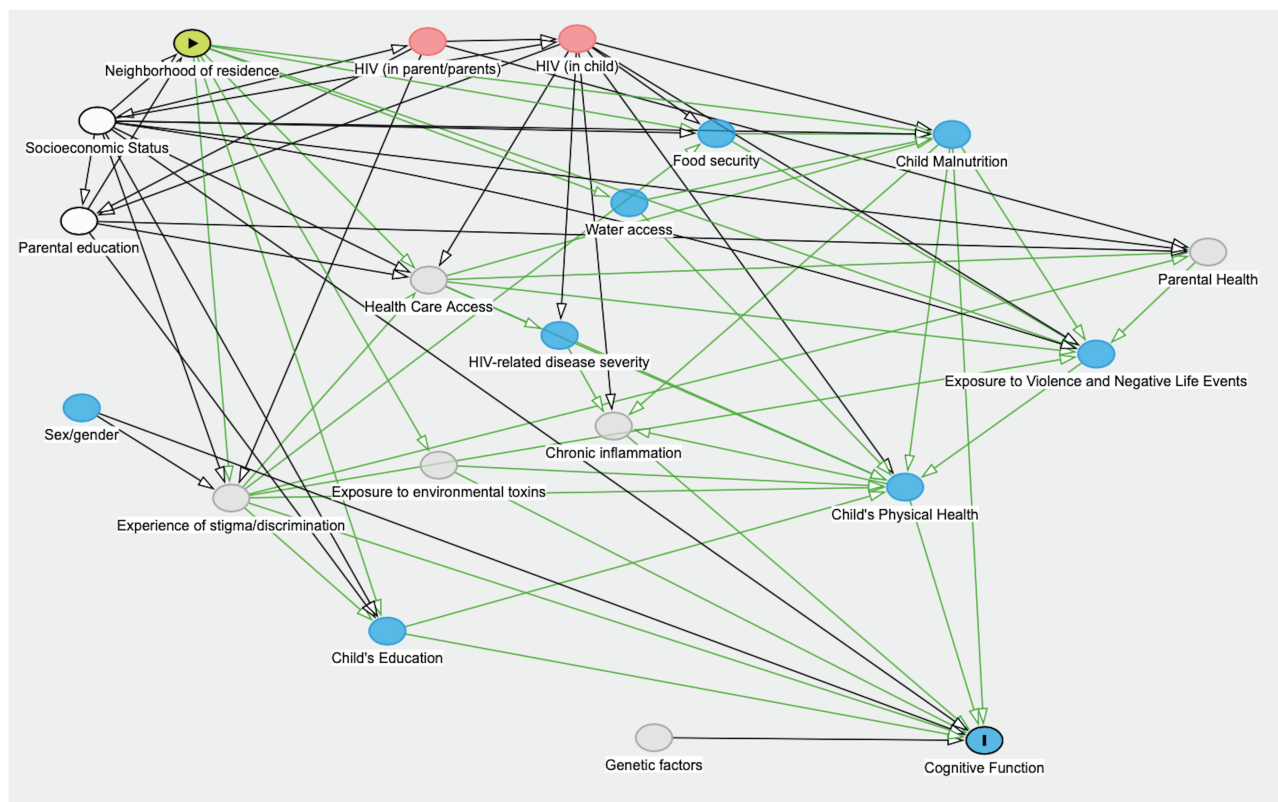 Neighborhood of residence
HIV (in parent/parents)
HIV (in child)
Socioeconomic Status
Food security
Child Malnutrition
Parental education
Water access
Parental Health
Health Care Access
HIV-related disease severity
Exposure to Violence and Negative Life Events
Sex/gender
Chronic inflammation
Exposure to environmental toxins
Child's Physical Health
Experience of stigma/discrimination
Child's Education
Genetic factors
Cognitive Function